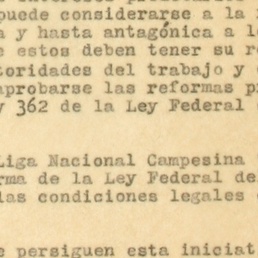 puede considerarse a la
a y hasta antagónica a l
e estos deben tener su r
toridades del trabajo y
aprobarse las reformas p
y 362 de la Ley Federal
Liga Nacional Campesina
rma de la Ley Federal de
las condiciones legales
e persiguen esta iniciat